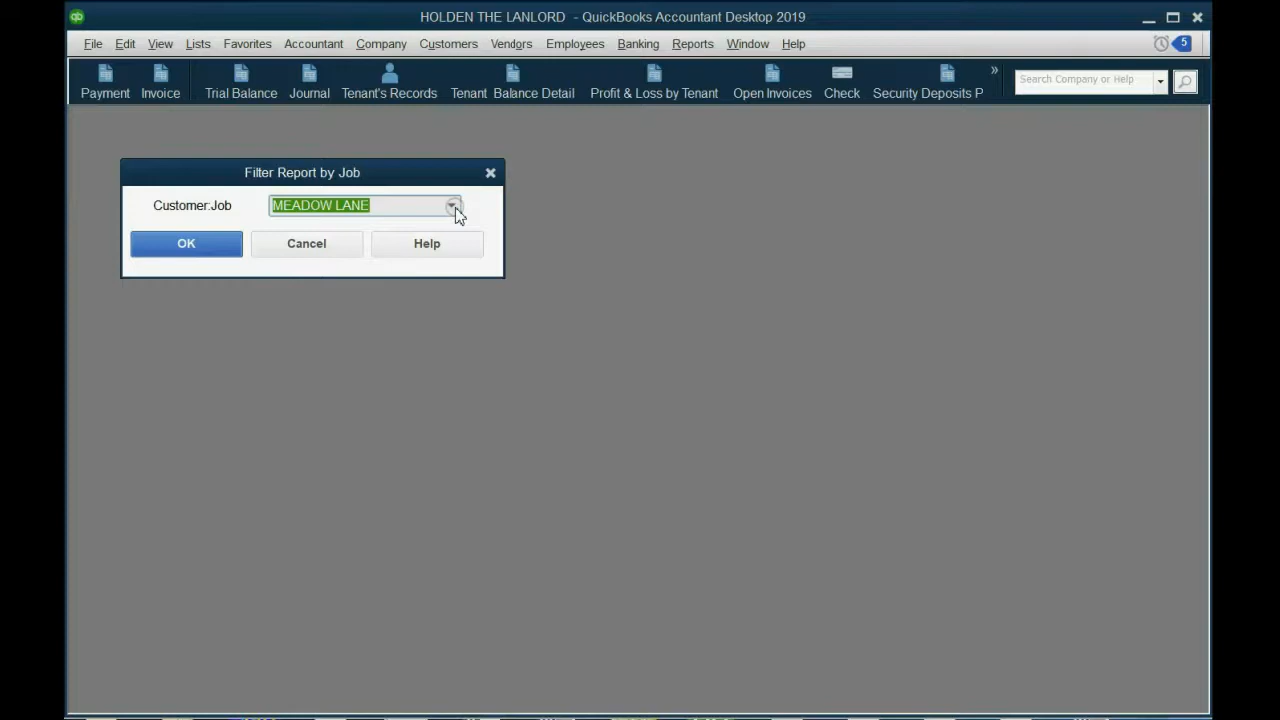 qb HOLDEN THE LANLORD - QuickBooks Accountant Desktop 2019
File Edit View Lists Favorites Accountant Company Customers Vendors Employees Banking Reports Window Help 5
Payment Invoice Trial Balance Journal Tenant's Records Tenant Balance Detail Profit & Loss by Tenant Open Invoices Check Security Deposits P » Search Company or Help
Filter Report by Job
Customer:Job MEADOW LANE
OK Cancel Help